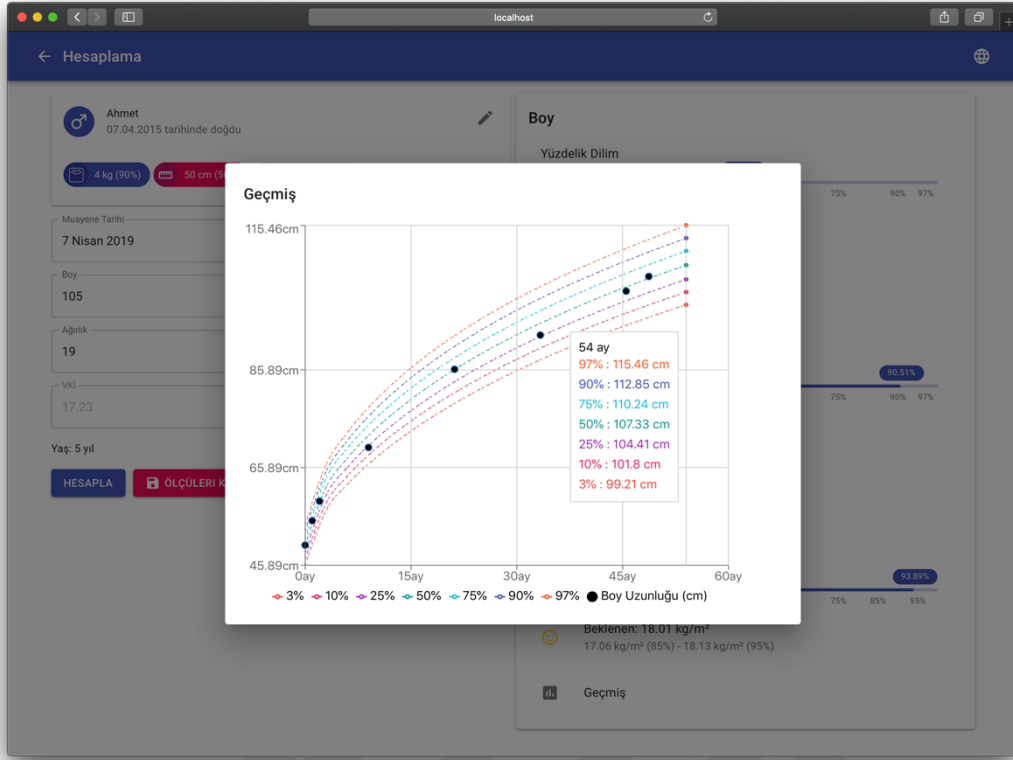 localhost
Hesaplama
Ahmet
07.04.2015 tarihinde doğdu
4 kg (90%)
50 cm
Muayene Tarihi
7 Nisan 2019
Boy
105
Ağırlık
19
VKİ
17.23
Yaş: 5 yıl
HESAPLA
ÖLÇÜLERI
Boy
Yüzdelik Dilim
75% 90% 97%
90.51%
75% 90% 97%
93.89%
75% 85% 95%
Beklenen: 18.01 kg/m²
17.06 kg/m² (85%) - 18.13 kg/m² (95%)
Geçmiş
Geçmiş
115.46cm
85.89cm
65.89cm
45.89cm
0ay 15ay 30ay 45ay 60ay
54 ay
97% : 115.46 cm
90% : 112.85 cm
75% : 110.24 cm
50% : 107.33 cm
25% : 104.41 cm
10% : 101.8 cm
3% : 99.21 cm
3% 10% 25% 50% 75% 90% 97% Boy Uzunluğu (cm)